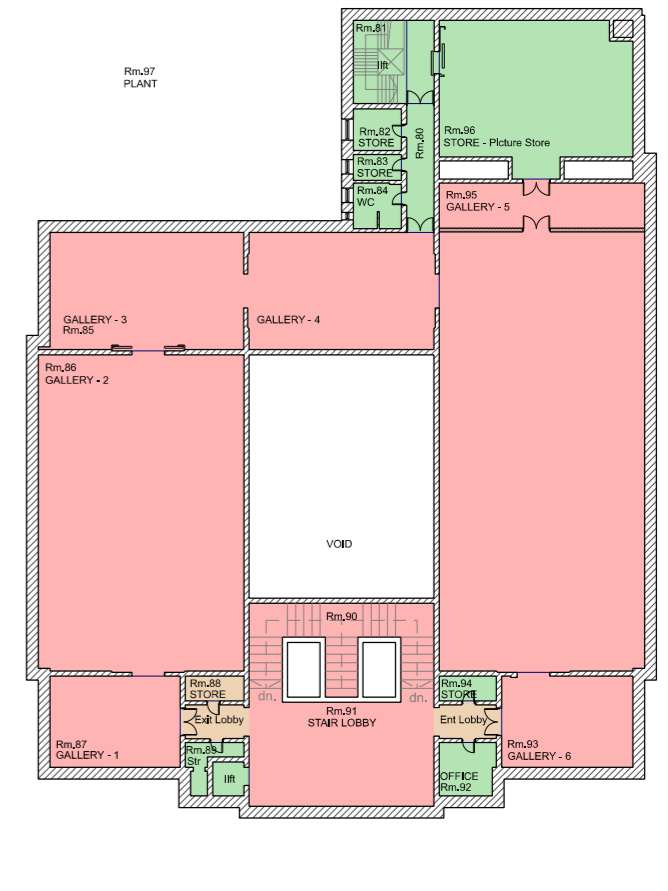 Rm.81
lift
Rm.97
PLANT
Rm.82
STORE
Rm.80
Rm.96
STORE - Picture Store
Rm.83
STORE
Rm.84
WC
Rm.95
GALLERY - 5
GALLERY - 3
Rm.85
GALLERY - 4
Rm.86
GALLERY - 2
VOID
Rm.90
dn.
dn.
Rm.88
STORE
Rm.94
STORE
Rm.91
STAIR LOBBY
Exit Lobby
Ent Lobby
Rm.87
GALLERY - 1
Rm.89
Str
lift
OFFICE
Rm.92
Rm.93
GALLERY - 6